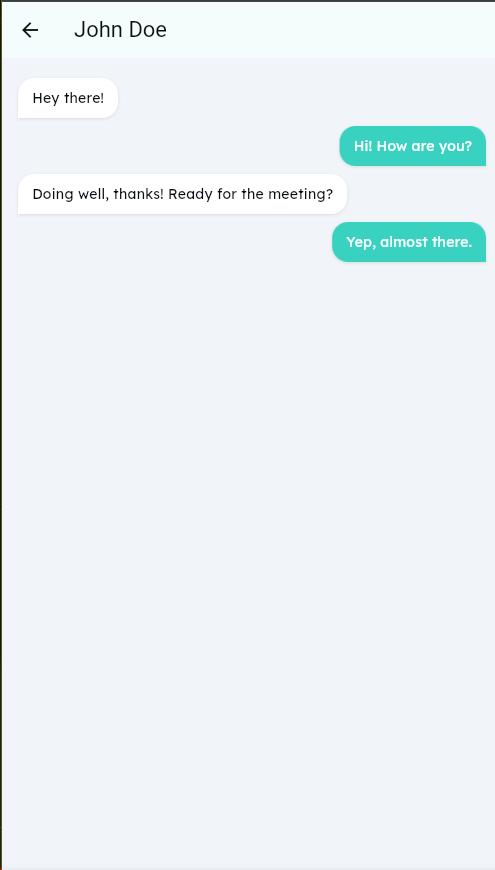 John Doe
Hey there!
Hi! How are you?
Doing well, thanks! Ready for the meeting?
Yep, almost there.